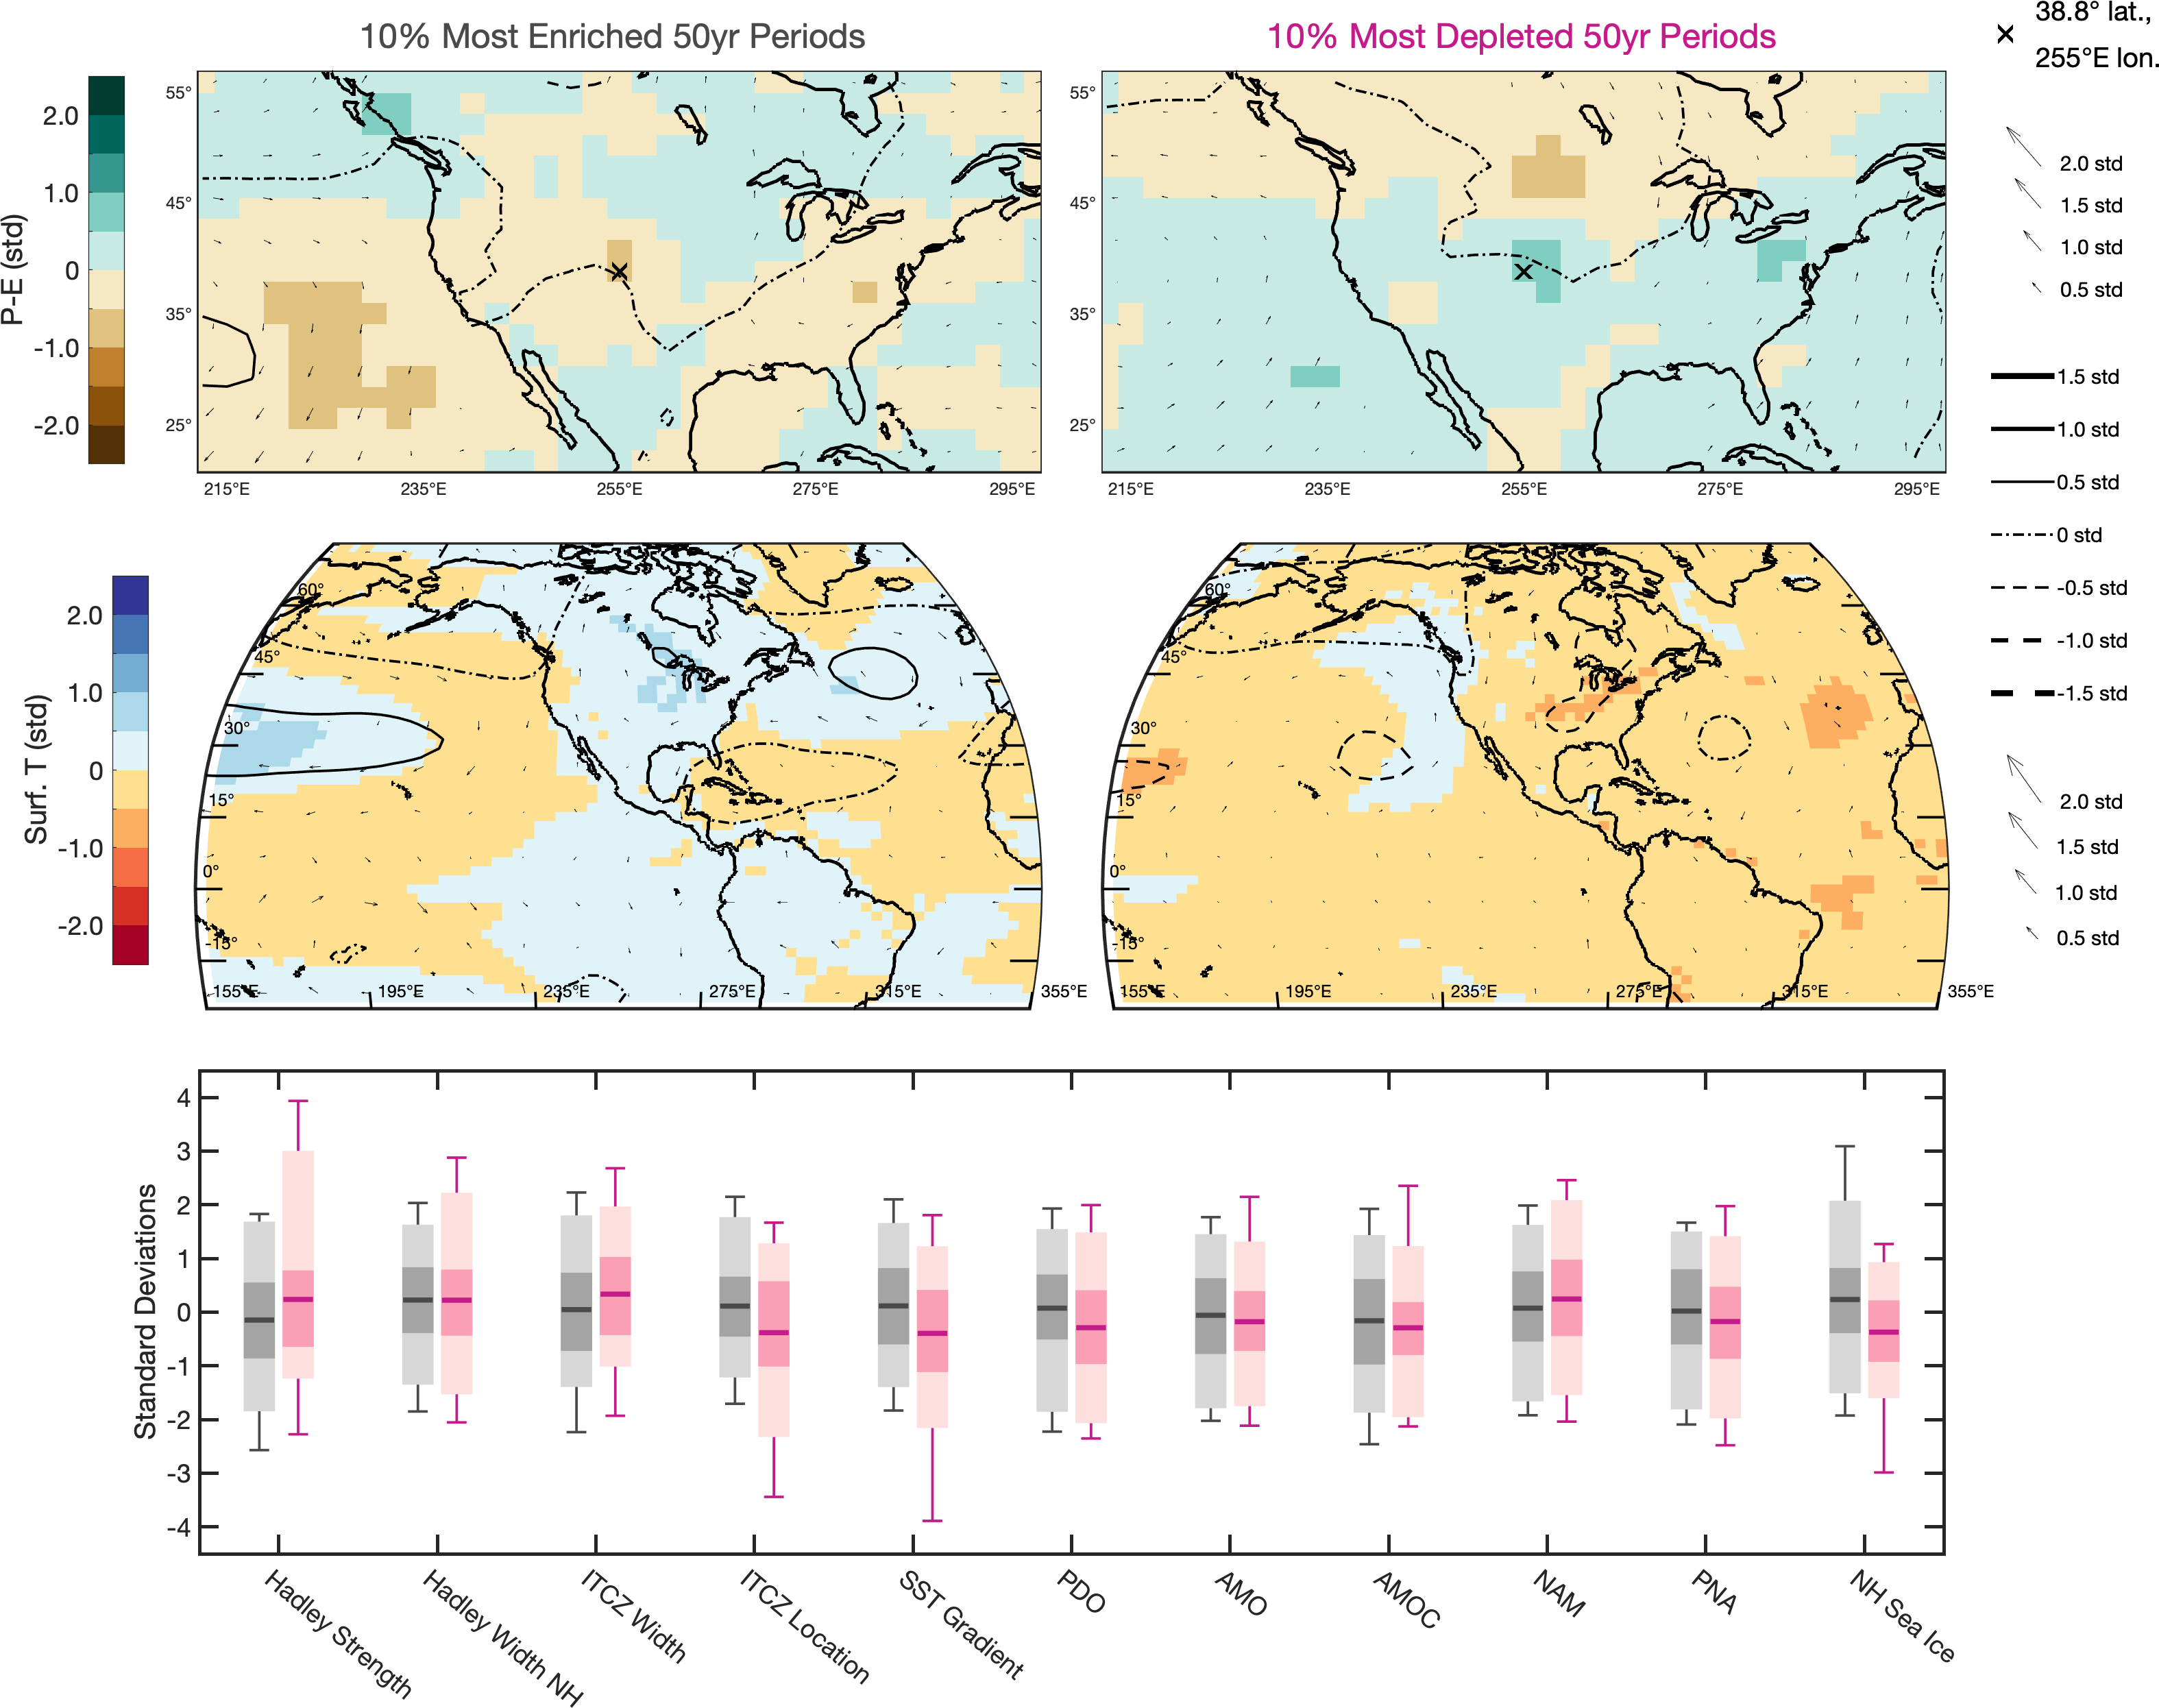 10% Most Enriched 50yr Periods
10% Most Depleted 50yr Periods
38.8° lat.,
255°E lon.
P-E (std)
2.0
1.0
0
-1.0
-2.0
55°
45°
35°
25°
215°E
235°E
255°E
275°E
295°E
55°
45°
35°
25°
215°E
235°E
255°E
275°E
295°E
2.0 std
1.5 std
1.0 std
0.5 std
1.5 std
1.0 std
0.5 std
0 std
-0.5 std
-1.0 std
-1.5 std
2.0 std
1.5 std
1.0 std
0.5 std
Surf. T (std)
2.0
1.0
0
-1.0
-2.0
60°
45°
30°
15°
0°
-15°
155°E
195°E
235°E
275°E
315°E
355°E
60°
45°
30°
15°
0°
-15°
155°E
195°E
235°E
275°E
315°E
355°E
Standard Deviations
4
3
2
1
0
-1
-2
-3
-4
Hadley Strength
Hadley Width NH
ITCZ Width
ITCZ Location
SST Gradient
PDO
AMO
AMOC
NAM
PNA
NH Sea Ice